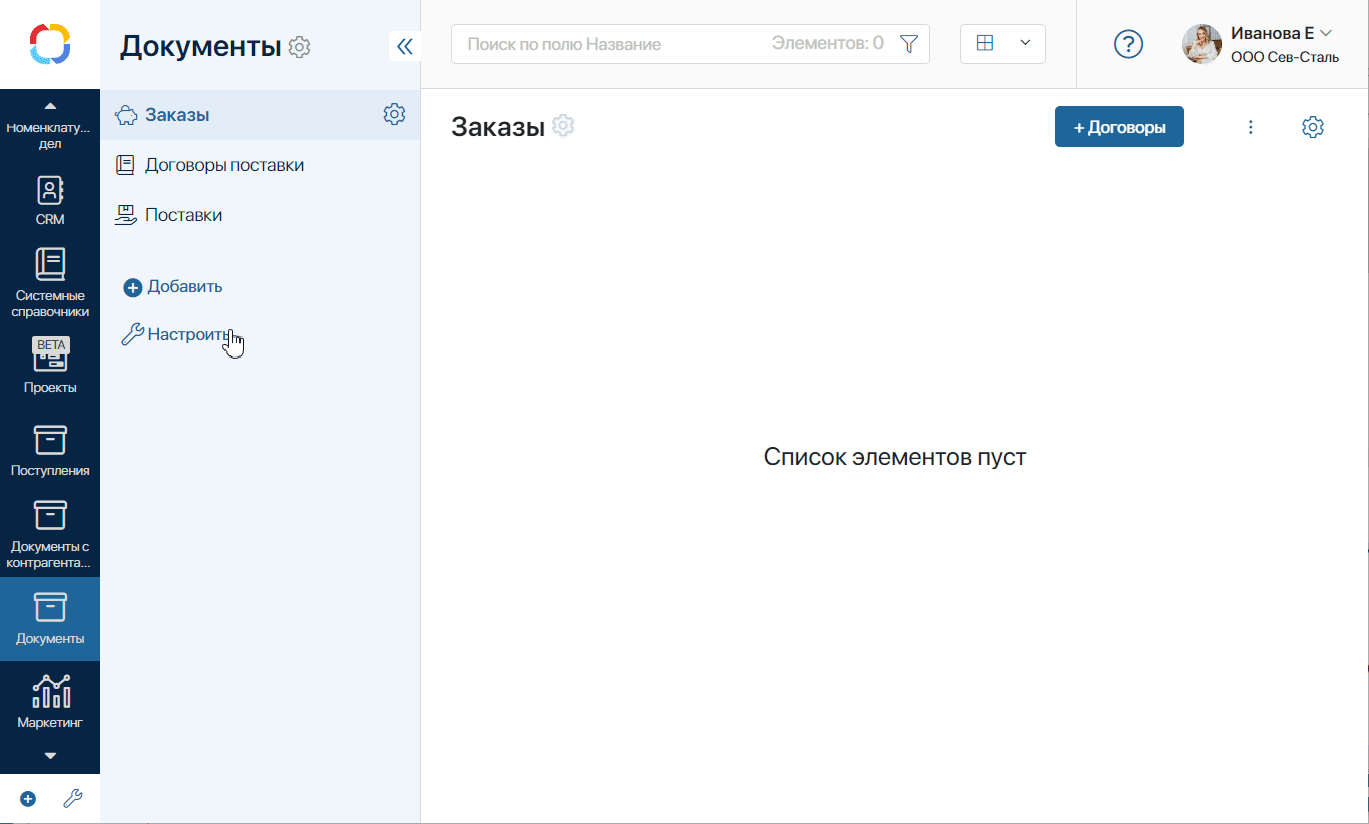 Номенклату...
дел
CRM
Системные
справочники
BETA
Проекты
Поступления
Документы с
контрагента...
Документы
Маркетинг
Документы
Заказы
Договоры поставки
Поставки
Добавить
Настроить
Поиск по полю Название
Элементов: 0
?
Иванова Е
ООО Сев-Сталь
Заказы
+ Договоры
Список элементов пуст